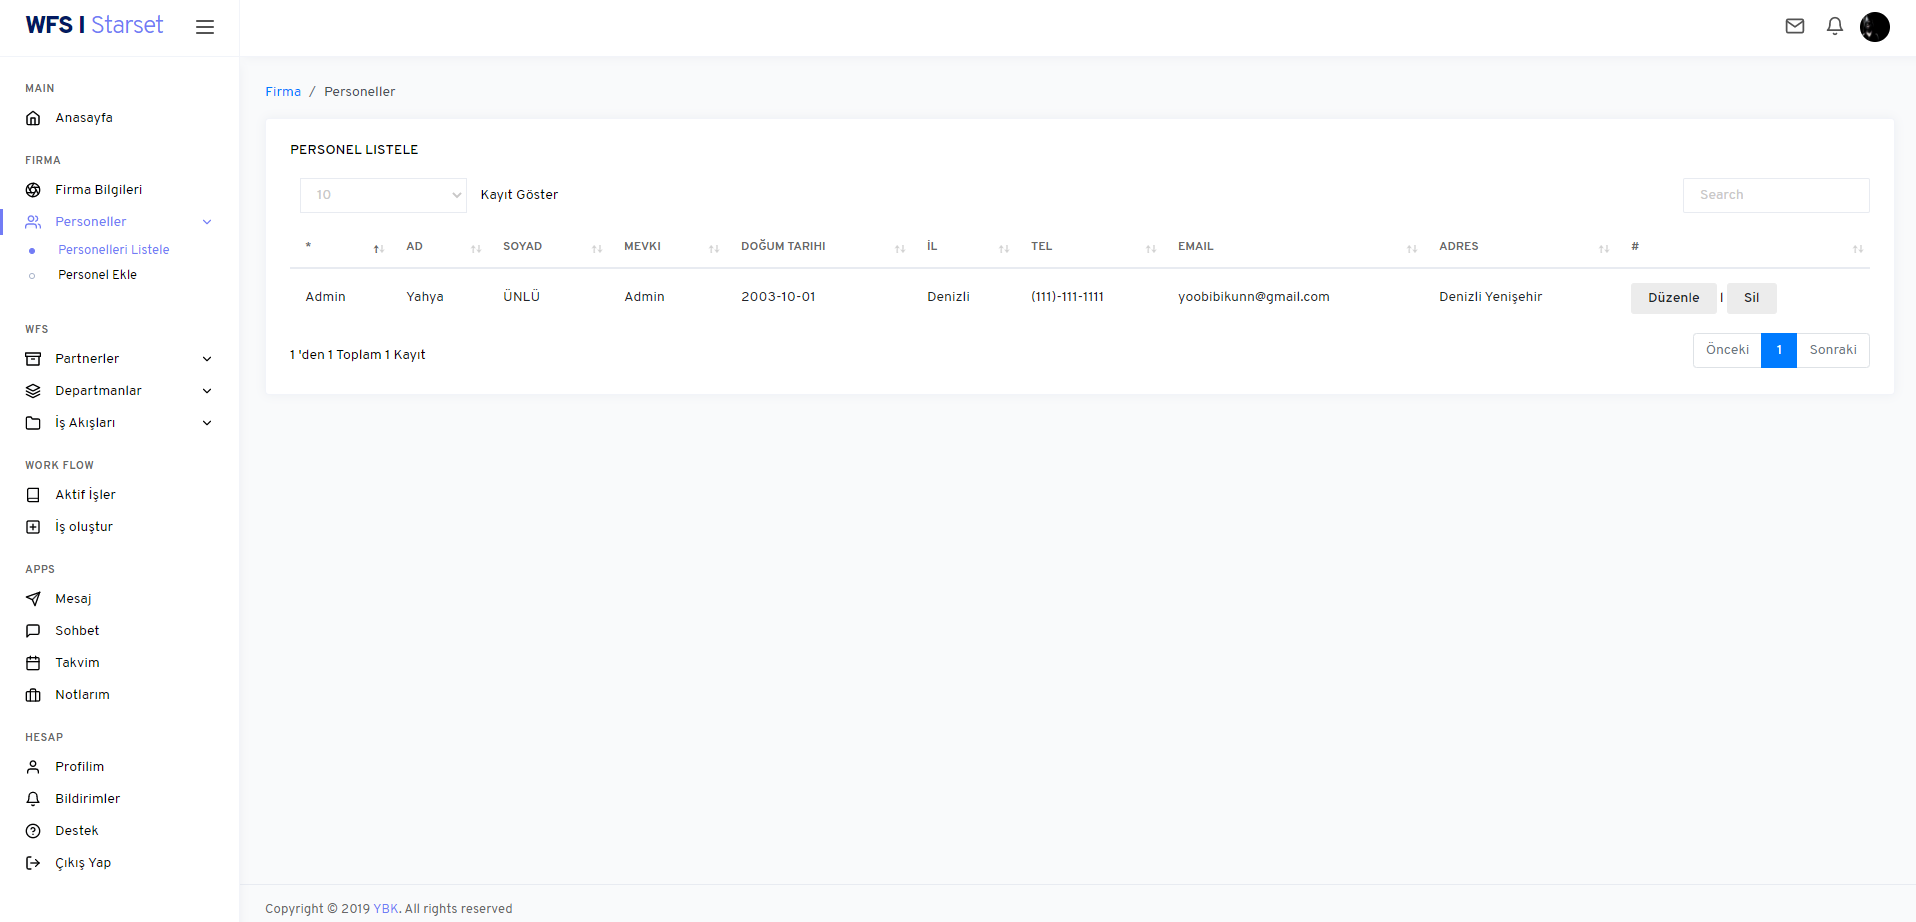 WFS | Starset
MAIN
Anasayfa
FIRMA
Firma Bilgileri
Personeller
Personelleri Listele
Personel Ekle
WFS
Partnerler
Departmanlar
İş Akışları
WORK FLOW
Aktif İşler
İş oluştur
APPS
Mesaj
Sohbet
Takvim
Notlarım
HESAP
Profilim
Bildirimler
Destek
Çıkış Yap
Firma / Personeller
PERSONEL LISTELE
10 Kayıt Göster Search
* AD SOYAD MEVKI DOĞUM TARIHI İL TEL EMAIL ADRES #
Admin Yahya ÜNLÜ Admin 2003-10-01 Denizli (111)-111-1111 yoobibikunn@gmail.com Denizli Yenişehir Düzenle | Sil
1 'den 1 Toplam 1 Kayıt Önceki 1 Sonraki
Copyright © 2019 YBK. All rights reserved